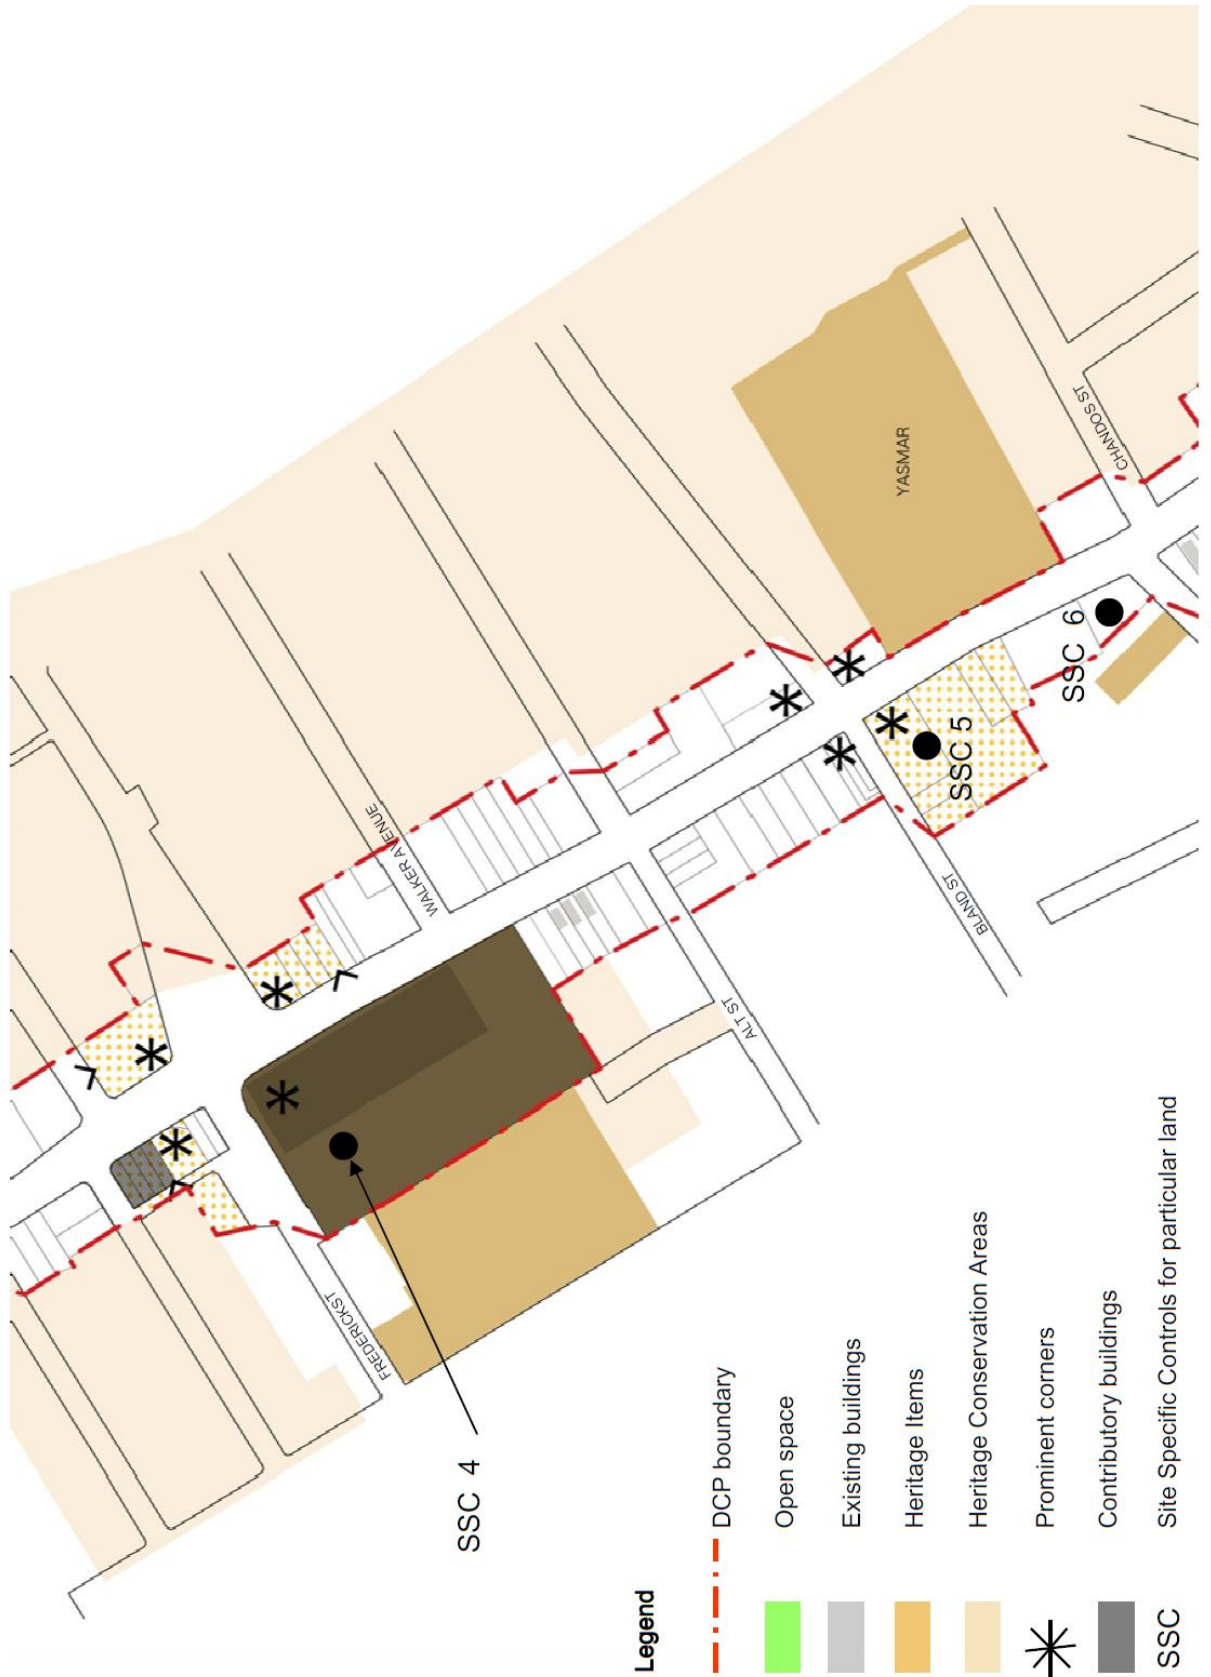 YASMAR
CHANDOS ST
WALKER AVENUE
SSC 6
SSC 5
BLAND ST
ALT ST
FREDERICKST
SSC 4
Legend
DCP boundary
Open space
Existing buildings
Heritage Items
Heritage Conservation Areas
Prominent corners
Contributory buildings
SSC Site Specific Controls for particular land